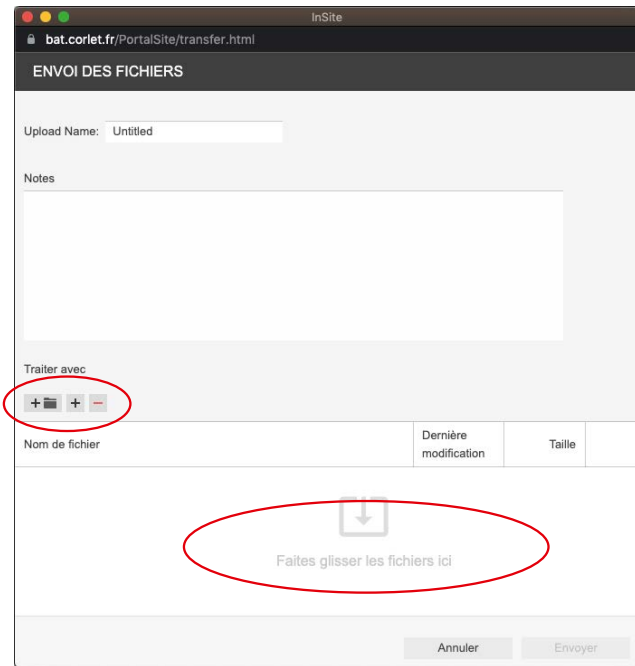 InSite
bat.corlet.fr/PortalSite/transfer.html
ENVOI DES FICHIERS
Upload Name: Untitled
Notes
Traiter avec
Nom de fichier
Dernière
modification
Taille
Faites glisser les fichiers ici
Annuler
Envoyer